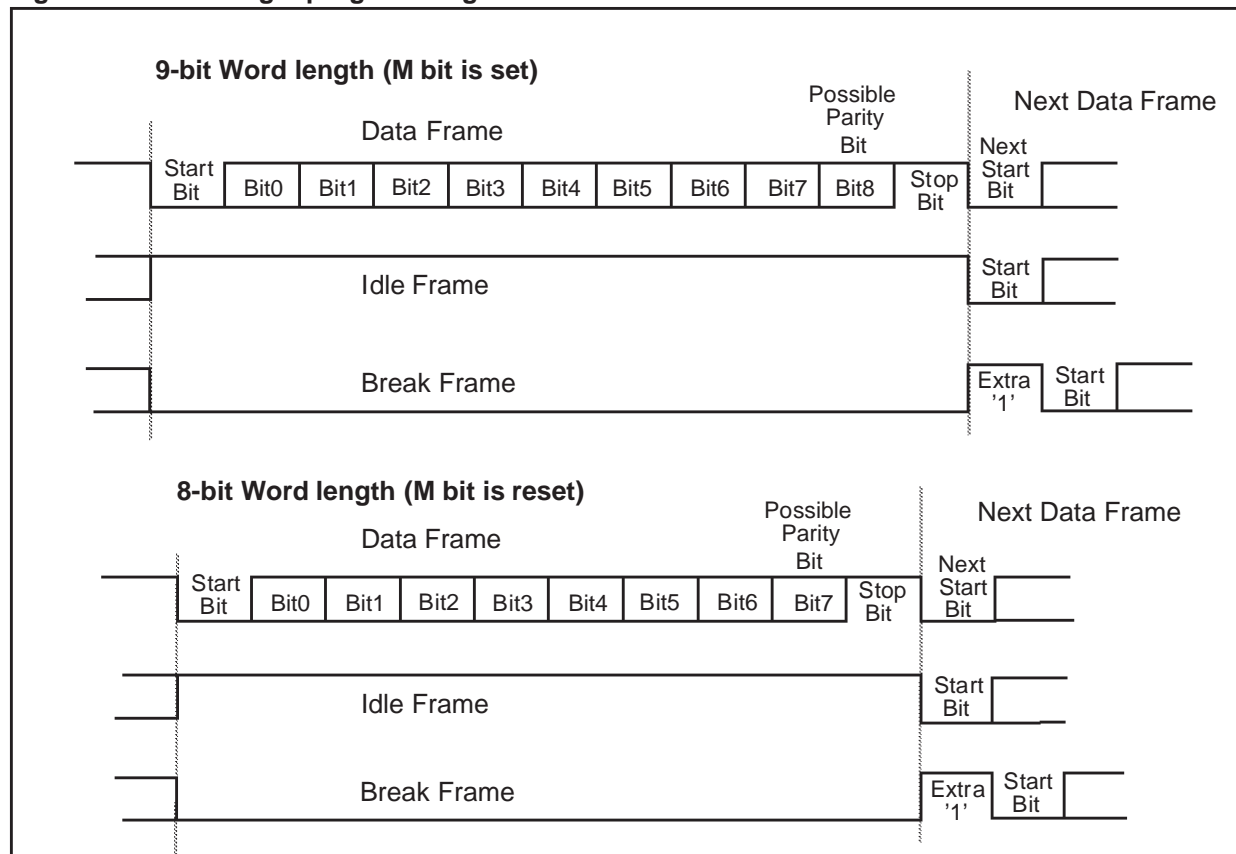 9-bit Word length (M bit is set)
Possible
Parity
Bit
Next Data Frame
Data Frame
Next
Start
Bit
Start
Bit
Bit0
Bit1
Bit2
Bit3
Bit4
Bit5
Bit6
Bit7
Bit8
Stop
Bit
Idle Frame
Start
Bit
Break Frame
Extra
'1'
Start
Bit
8-bit Word length (M bit is reset)
Possible
Parity
Bit
Next Data Frame
Data Frame
Next
Start
Bit
Start
Bit
Bit0
Bit1
Bit2
Bit3
Bit4
Bit5
Bit6
Bit7
Stop
Bit
Idle Frame
Start
Bit
Break Frame
Extra
'1'
Start
Bit